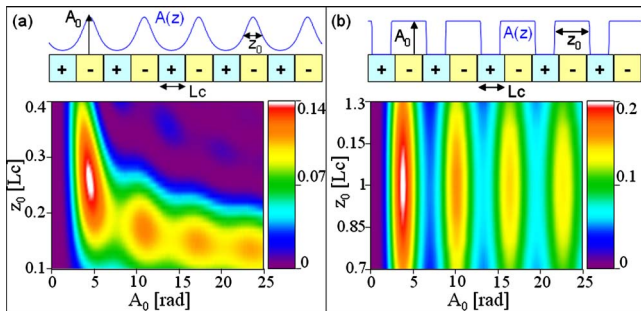 (a)
A₀
A(z)
z₀
+ - + - + - + - + -
Lc
0.4
0.3
0.2
0.1
z₀ [Lc]
0.14
0.07
0
0 5 10 15 20 25
A₀ [rad]
(b)
A₀
A(z)
z₀
+ - + - + - + - + -
Lc
1.3
0.15
1
0.85
0.7
z₀ [Lc]
0.2
0.1
0
0 5 10 15 20 25
A₀ [rad]